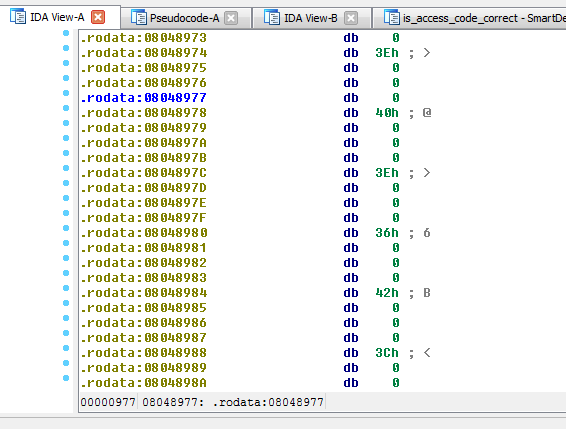 IDA View-A Pseudocode-A IDA View-B is_access_code_correct - SmartDe
.rodata:08048973 db 0
.rodata:08048974 db 3Eh ; >
.rodata:08048975 db 0
.rodata:08048976 db 0
.rodata:08048977 db 0
.rodata:08048978 db 40h ; @
.rodata:08048979 db 0
.rodata:0804897A db 0
.rodata:0804897B db 0
.rodata:0804897C db 3Eh ; >
.rodata:0804897D db 0
.rodata:0804897E db 0
.rodata:0804897F db 0
.rodata:08048980 db 36h ; 6
.rodata:08048981 db 0
.rodata:08048982 db 0
.rodata:08048983 db 0
.rodata:08048984 db 42h ; B
.rodata:08048985 db 0
.rodata:08048986 db 0
.rodata:08048987 db 0
.rodata:08048988 db 3Ch ; <
.rodata:08048989 db 0
.rodata:0804898A db 0
00000977 08048977: .rodata:08048977